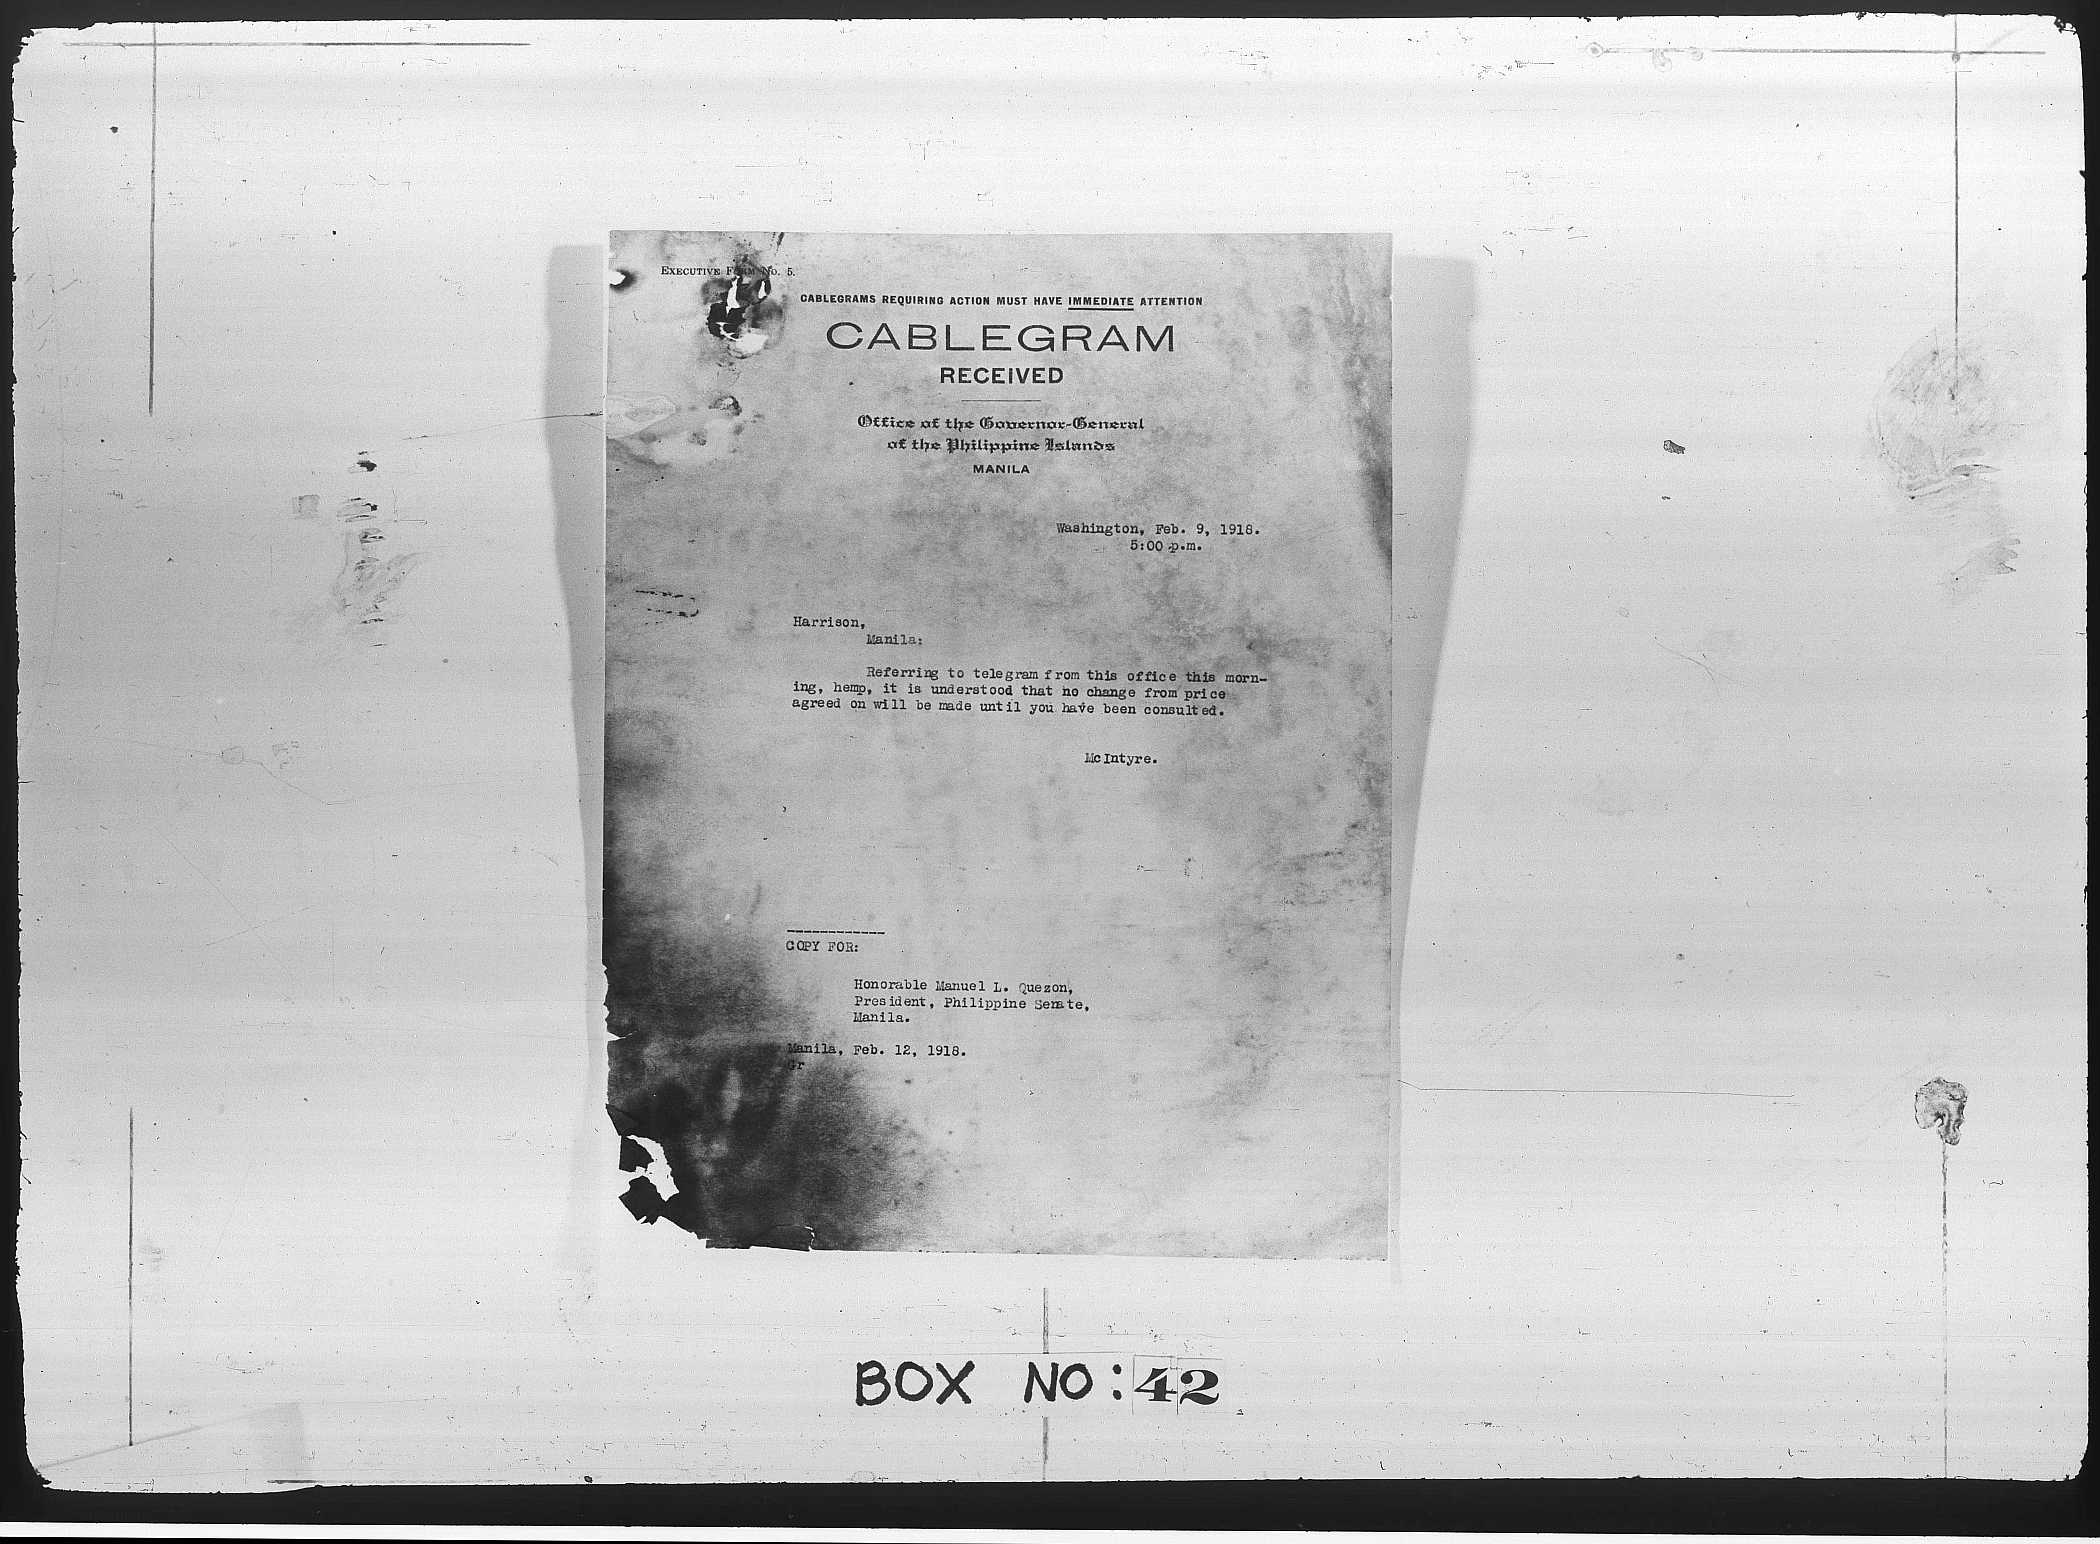 EXECUTIVE FORM No. 5.
CABLEGRAMS REQUIRING ACTION MUST HAVE IMMEDIATE ATTENTION
CABLEGRAM
RECEIVED
Office of the Governor-General
of the Philippine Islands
MANILA
Washington, Feb. 9, 1918.
5:00 p.m.
Harrison,
Manila:
Referring to telegram from this office this morn-
ing, hemp, it is understood that no change from price
agreed on will be made until you have been consulted.
McIntyre.
COPY FOR:
Honorable Manuel L. Quezon,
President, Philippine Senate,
Manila.
Manila, Feb. 12, 1918.
Gr
BOX NO: 42